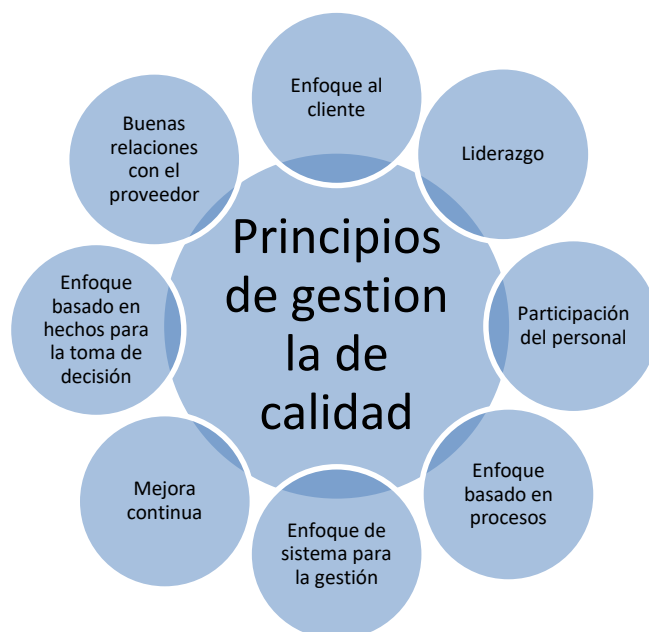 Enfoque al
cliente
Liderazgo
Participación
del personal
Enfoque
basado en
procesos
Enfoque de
sistema para
la gestión
Mejora
continua
Enfoque
basado en
hechos para
la toma de
decisión
Buenas
relaciones
con el
proveedor
Principios
de gestion
la de
calidad